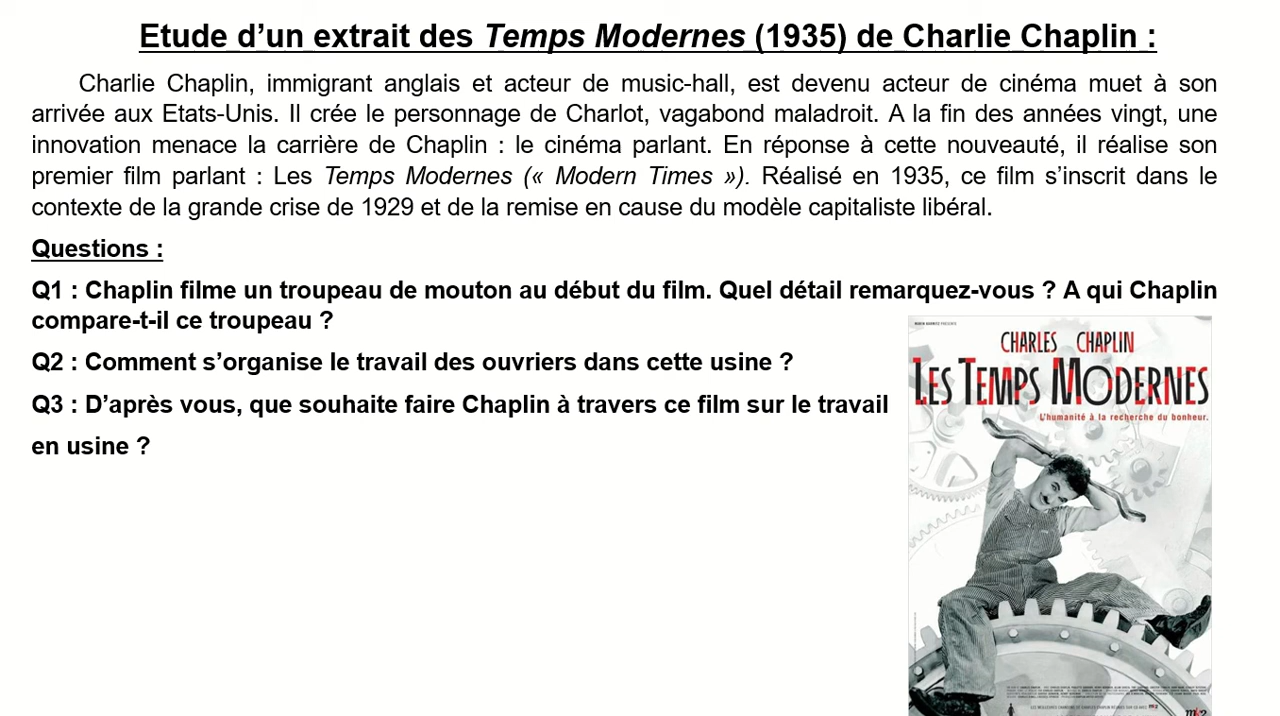 Etude d’un extrait des Temps Modernes (1935) de Charlie Chaplin :
Charlie Chaplin, immigrant anglais et acteur de music-hall, est devenu acteur de cinéma muet à son
arrivée aux Etats-Unis. Il crée le personnage de Charlot, vagabond maladroit. A la fin des années vingt, une
innovation menace la carrière de Chaplin : le cinéma parlant. En réponse à cette nouveauté, il réalise son
premier film parlant : Les Temps Modernes (« Modern Times »). Réalisé en 1935, ce film s’inscrit dans le
contexte de la grande crise de 1929 et de la remise en cause du modèle capitaliste libéral.
Questions :
Q1 : Chaplin filme un troupeau de mouton au début du film. Quel détail remarquez-vous ? A qui Chaplin
compare-t-il ce troupeau ?
Q2 : Comment s’organise le travail des ouvriers dans cette usine ?
Q3 : D’après vous, que souhaite faire Chaplin à travers ce film sur le travail
en usine ?
CHARLES CHAPLIN
LES TEMPS MODERNES
L'humanité à la recherche du bonheur.
mk2